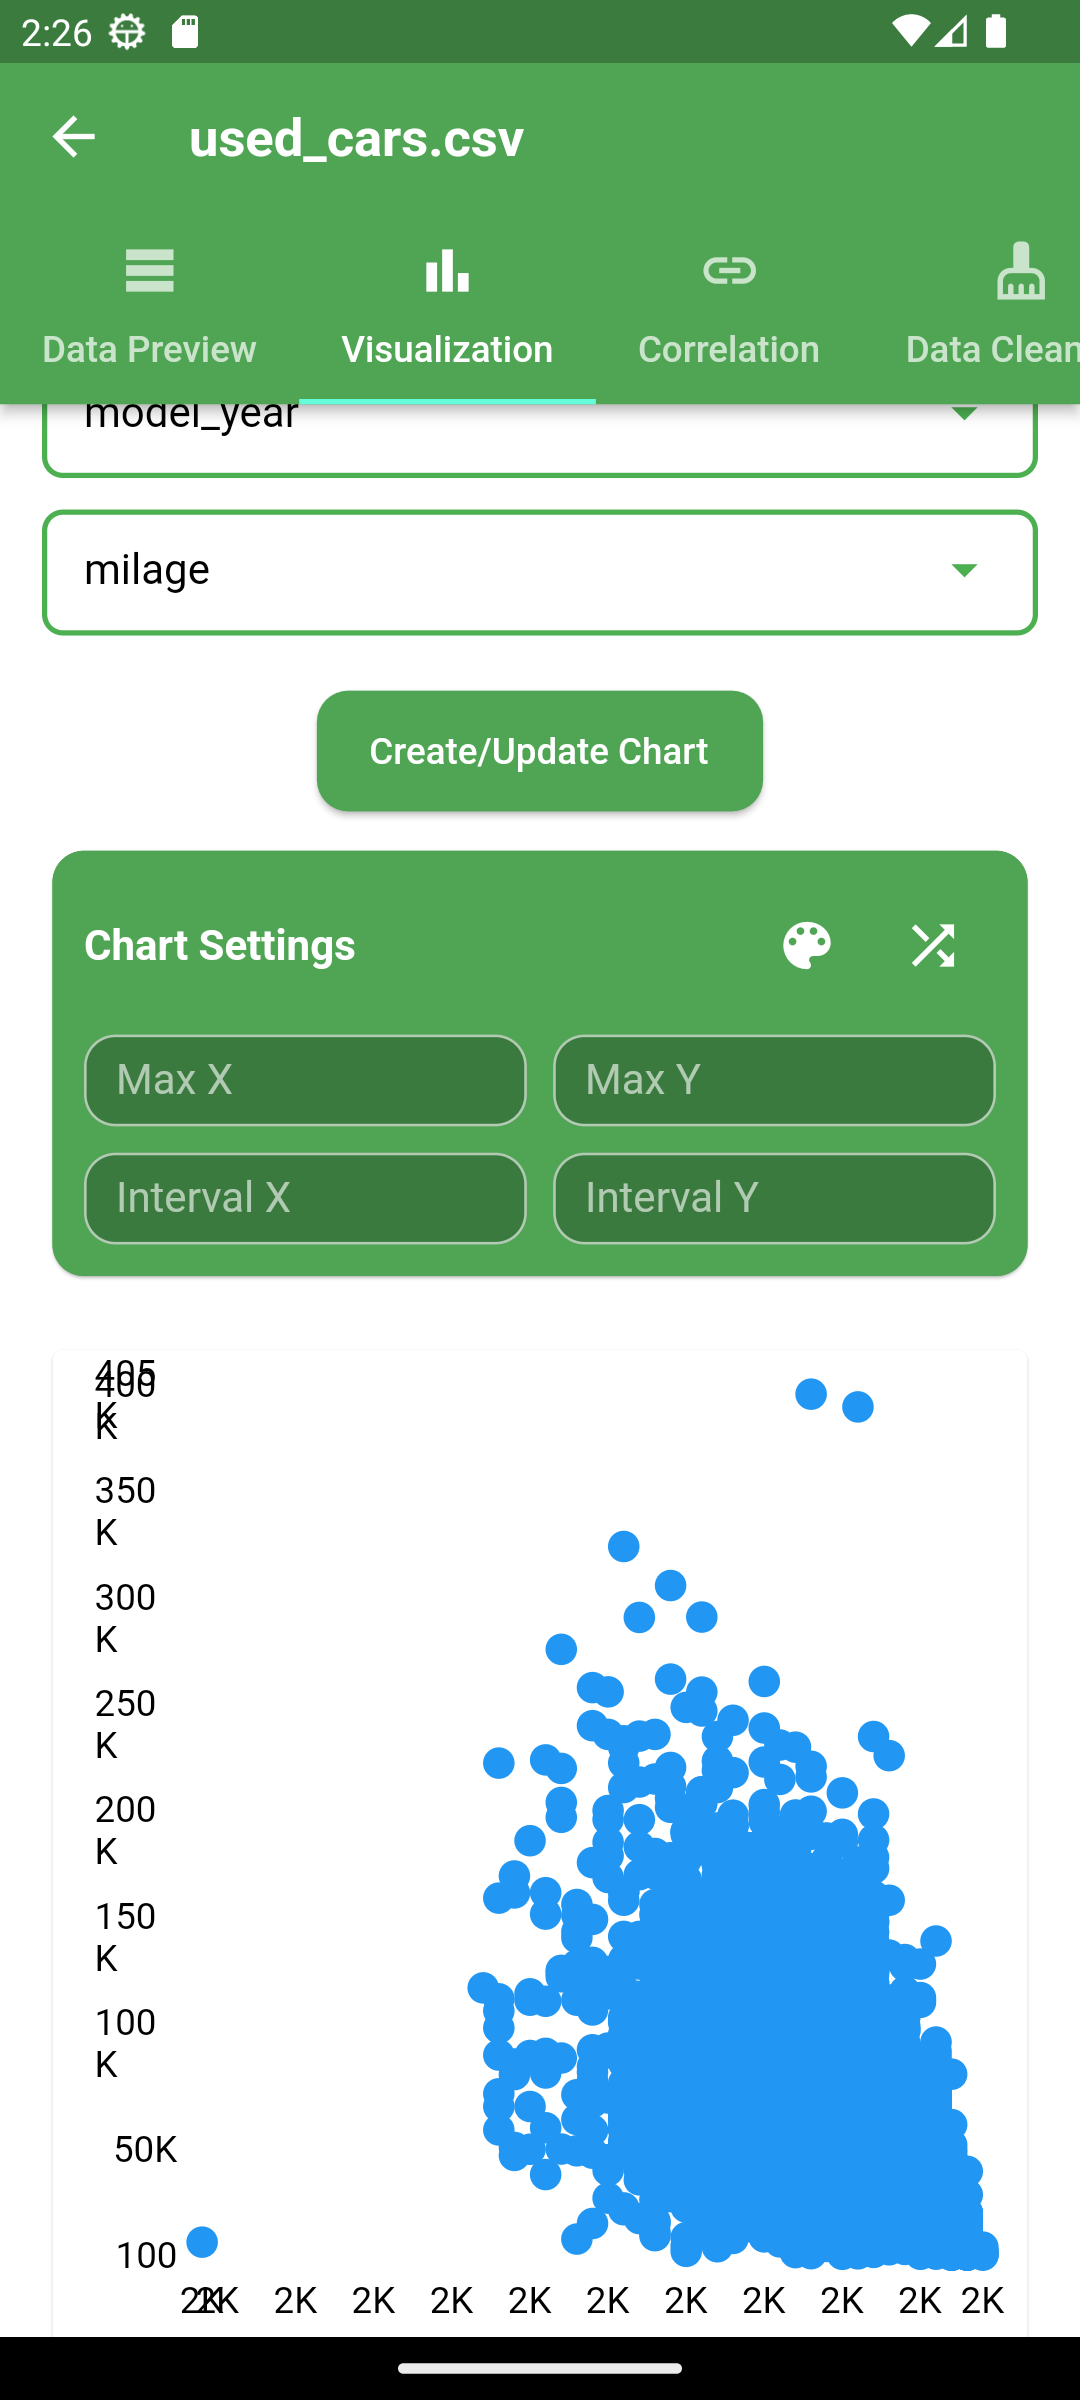 2:26
used_cars.csv
Data Preview
Visualization
Correlation
Data Clean
model_year
milage
Create/Update Chart
Chart Settings
Max X
Max Y
Interval X
Interval Y
405
K
400
K
350
K
300
K
250
K
200
K
150
K
100
K
50K
100
2K 2K 2K 2K 2K 2K 2K 2K 2K 2K 2K 2K